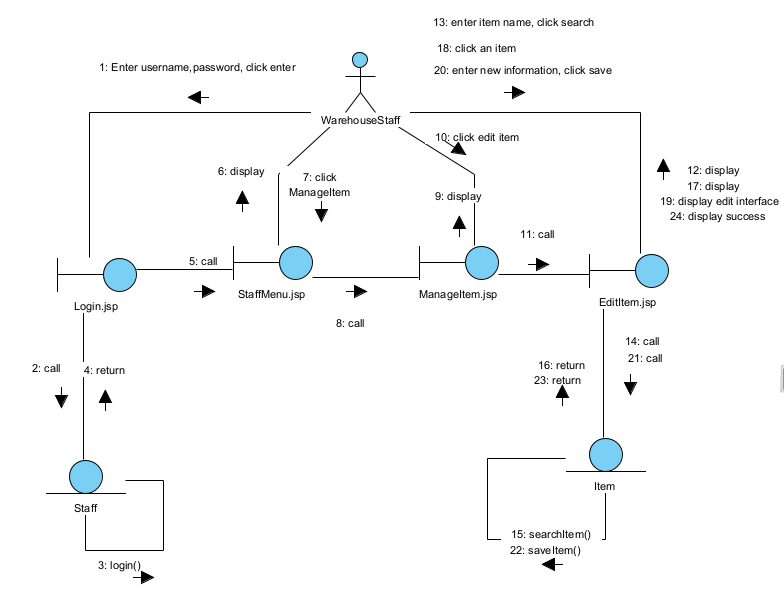 13: enter item name, click search
18: click an item
1: Enter username,password, click enter
20: enter new information, click save
WarehouseStaff
10: click edit item
6: display
7: click
ManageItem
9: display
12: display
17: display
19: display edit interface
24: display success
11: call
5: call
StaffMenu.jsp
ManageItem.jsp
Login.jsp
EditItem.jsp
8: call
14: call
21: call
2: call
4: return
16: return
23: return
Item
Staff
15: searchItem()
22: saveItem()
3: login()